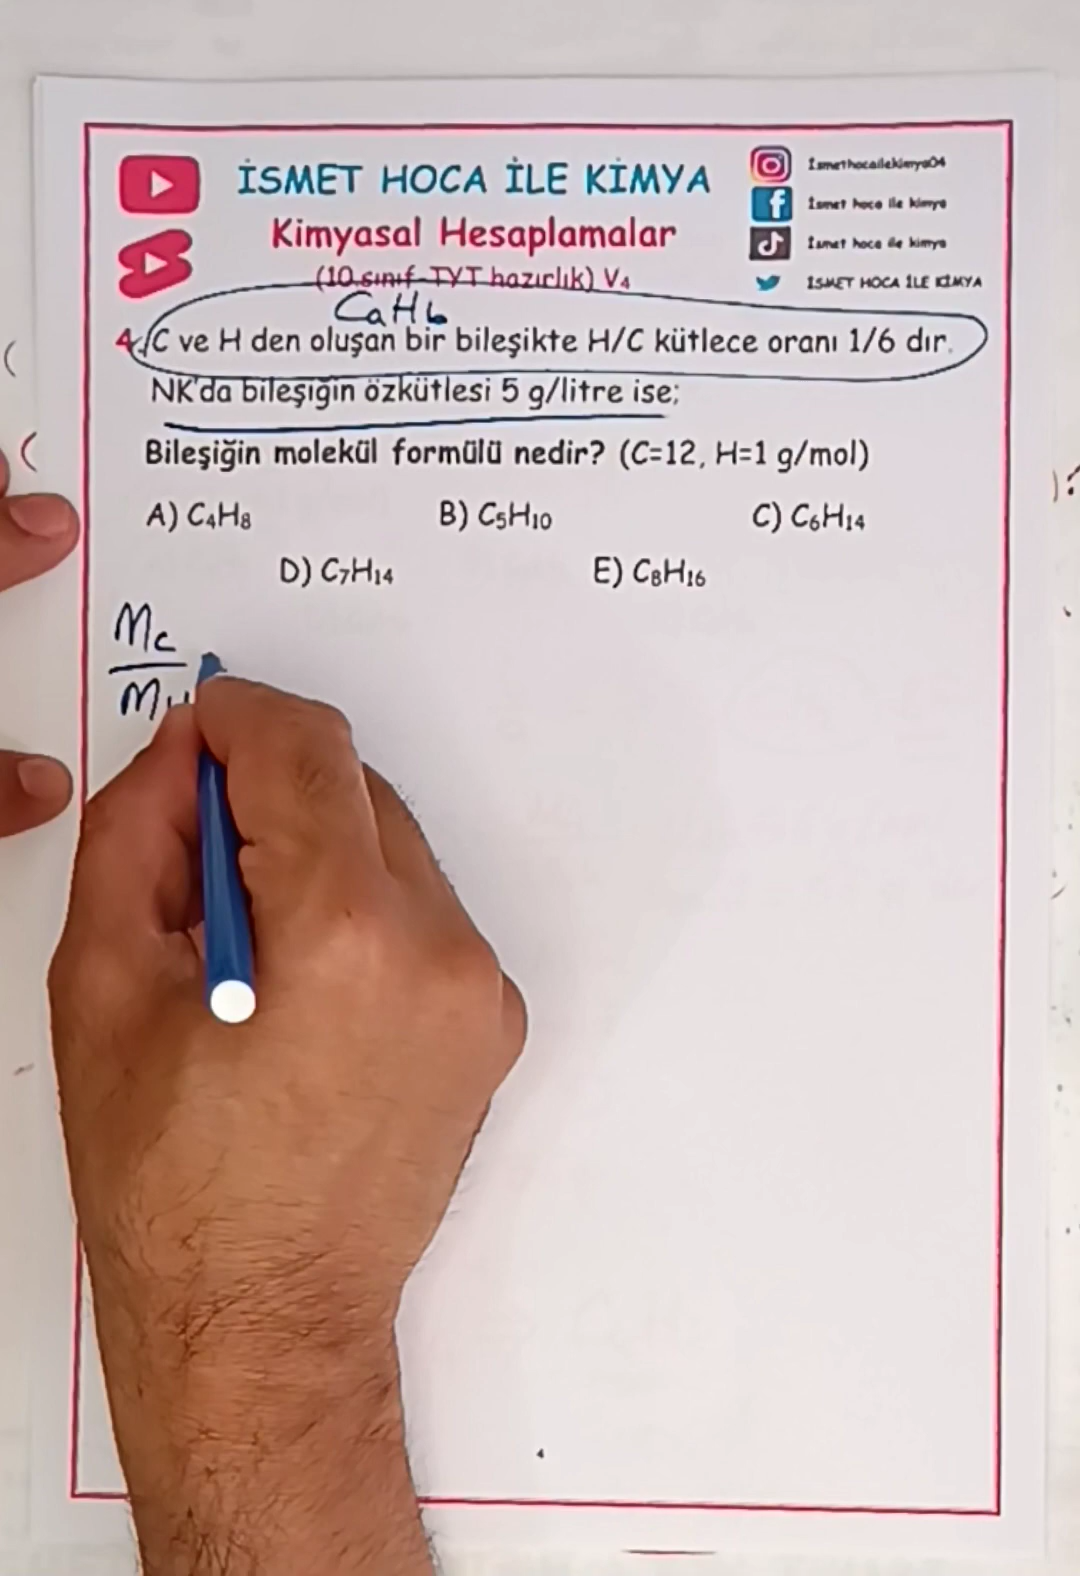 İSMET HOCA İLE KİMYA
Kimyasal Hesaplamalar
(10.sınıf-TYT hazırlık) V4
İsmethocailekimya04
İsmet hoca ile kimya
İsmet hoca ile kimya
İSMET HOCA İLE KİMYA
CaHb
4. C ve H den oluşan bir bileşikte H/C kütlece oranı 1/6 dır.
NK'da bileşiğin özkütlesi 5 g/litre ise;
Bileşiğin molekül formülü nedir? (C=12, H=1 g/mol)
A) C₄H₈ B) C₅H₁₀ C) C₆H₁₄
D) C₇H₁₄ E) C₈H₁₆
Mc
MH
4